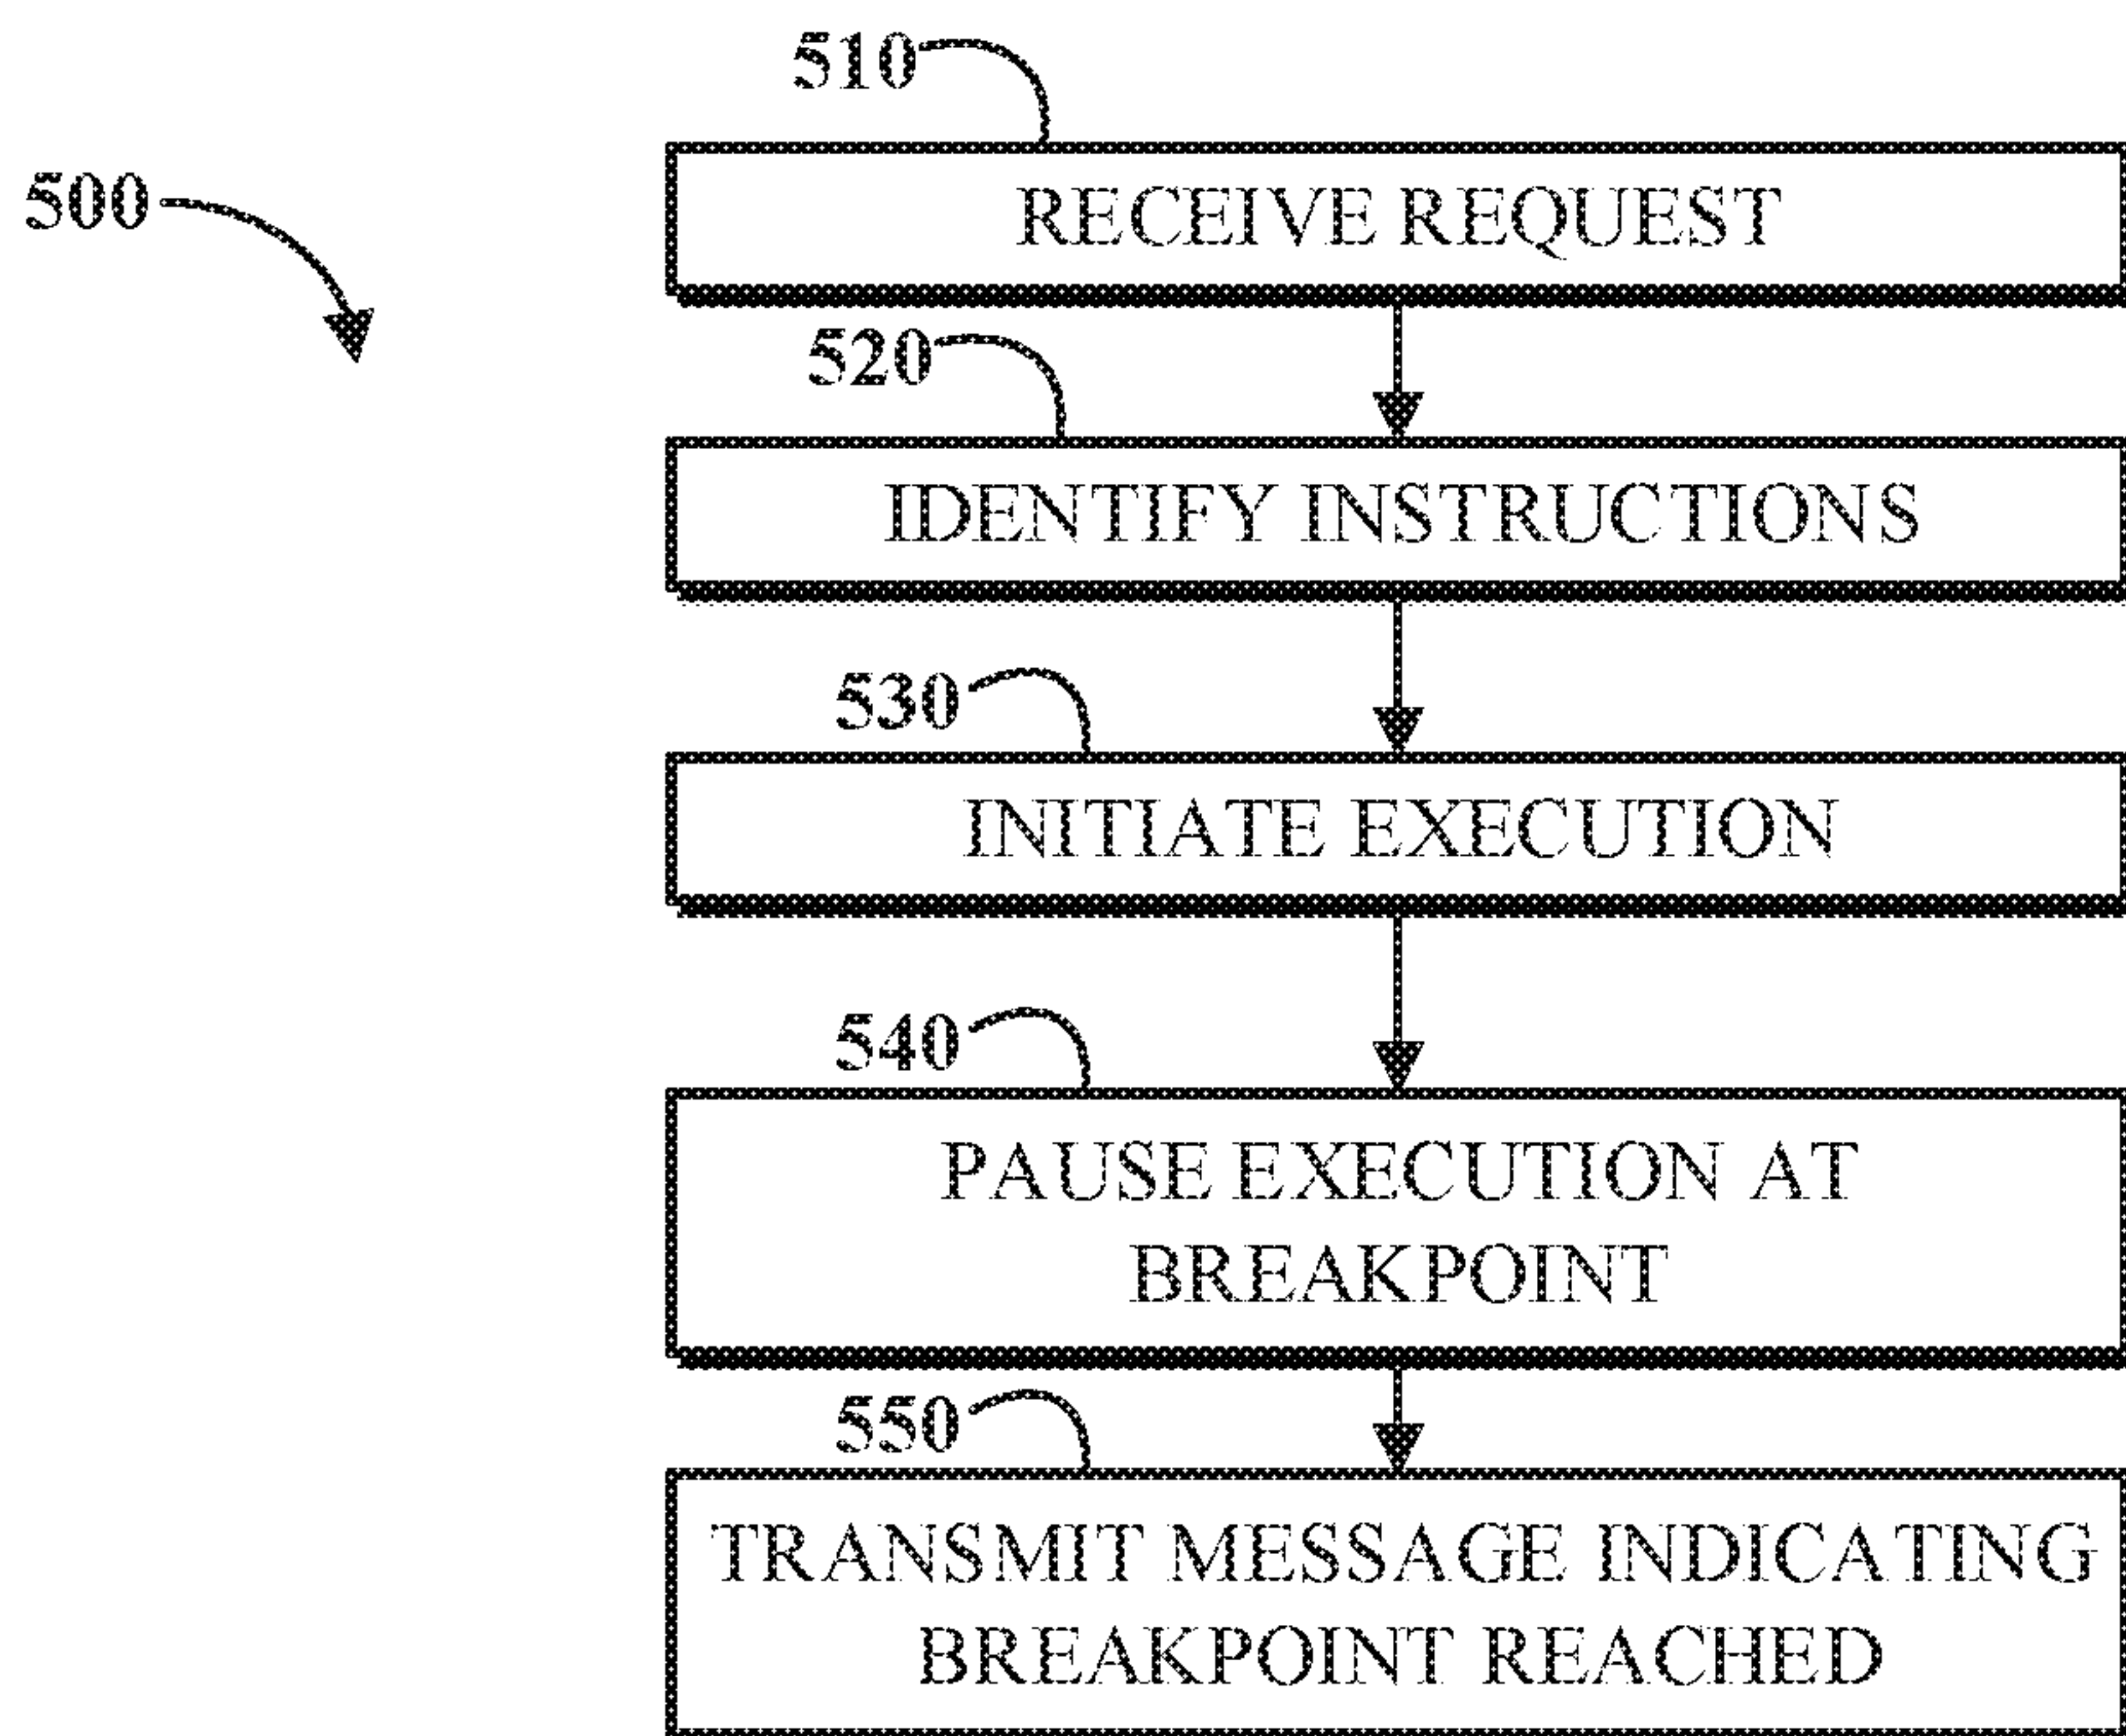 510
500
RECEIVE REQUEST
520
IDENTIFY INSTRUCTIONS
530
INITIATE EXECUTION
540
PAUSE EXECUTION AT
BREAKPOINT
550
TRANSMIT MESSAGE INDICATING
BREAKPOINT REACHED